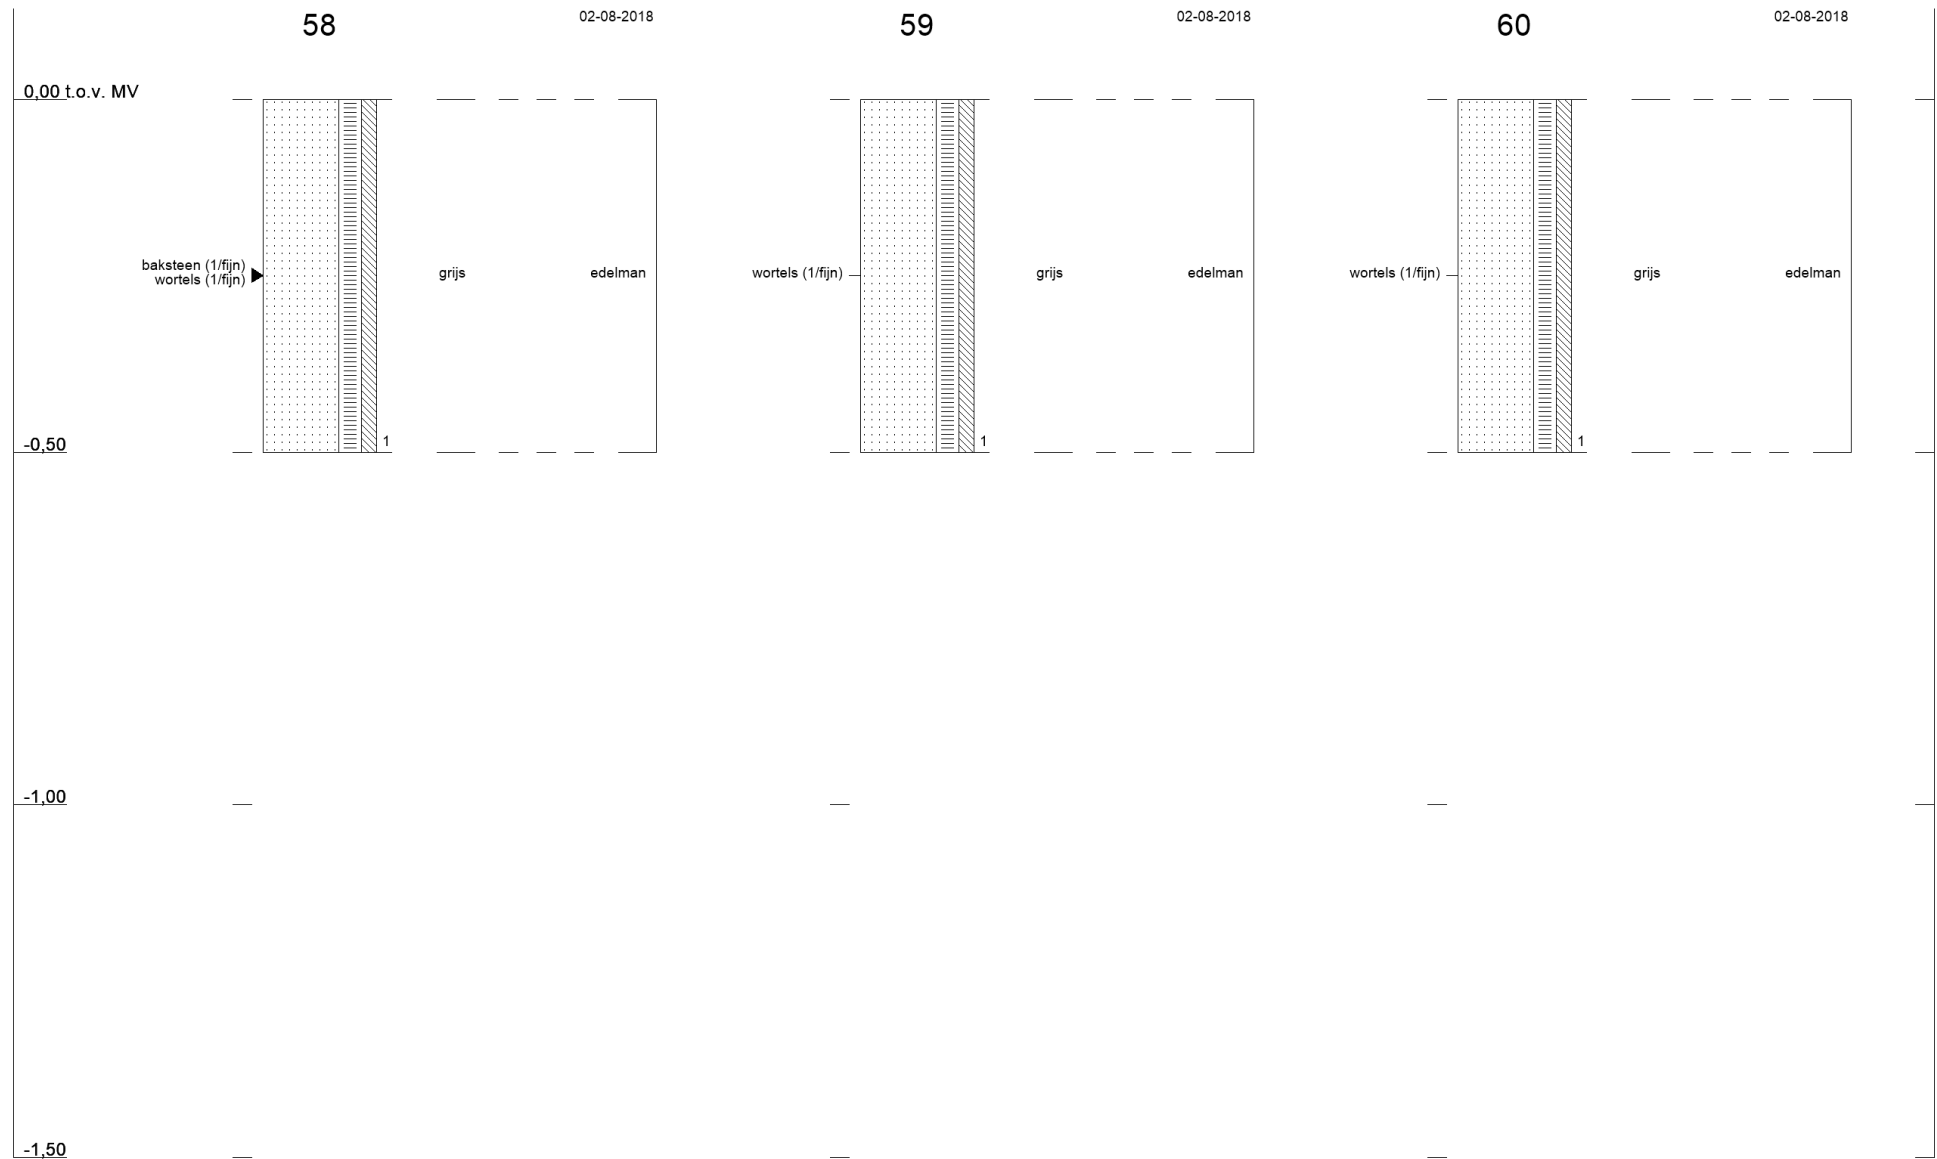 58
02-08-2018
59
02-08-2018
60
02-08-2018
0,00 t.o.v. MV
baksteen (1/fijn)
wortels (1/fijn)
grijs
edelman
wortels (1/fijn)
grijs
edelman
wortels (1/fijn)
grijs
edelman
-0,50
1
1
1
-1,00
-1,50